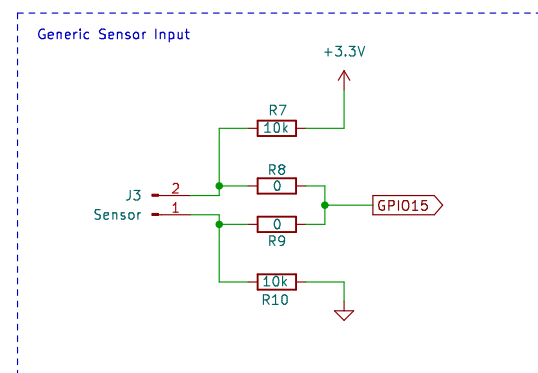 Generic Sensor Input
+3.3V
R7
10k
R8
0
J3
2
Sensor
1
GPIO15
0
R9
10k
R10